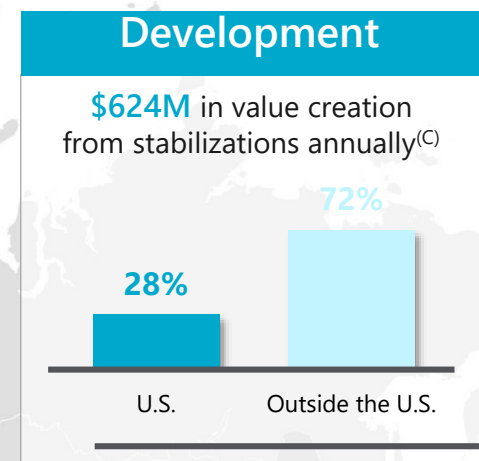 Development
$624M in value creation
from stabilizations annually(C)
72%
28%
U.S.
Outside the U.S.